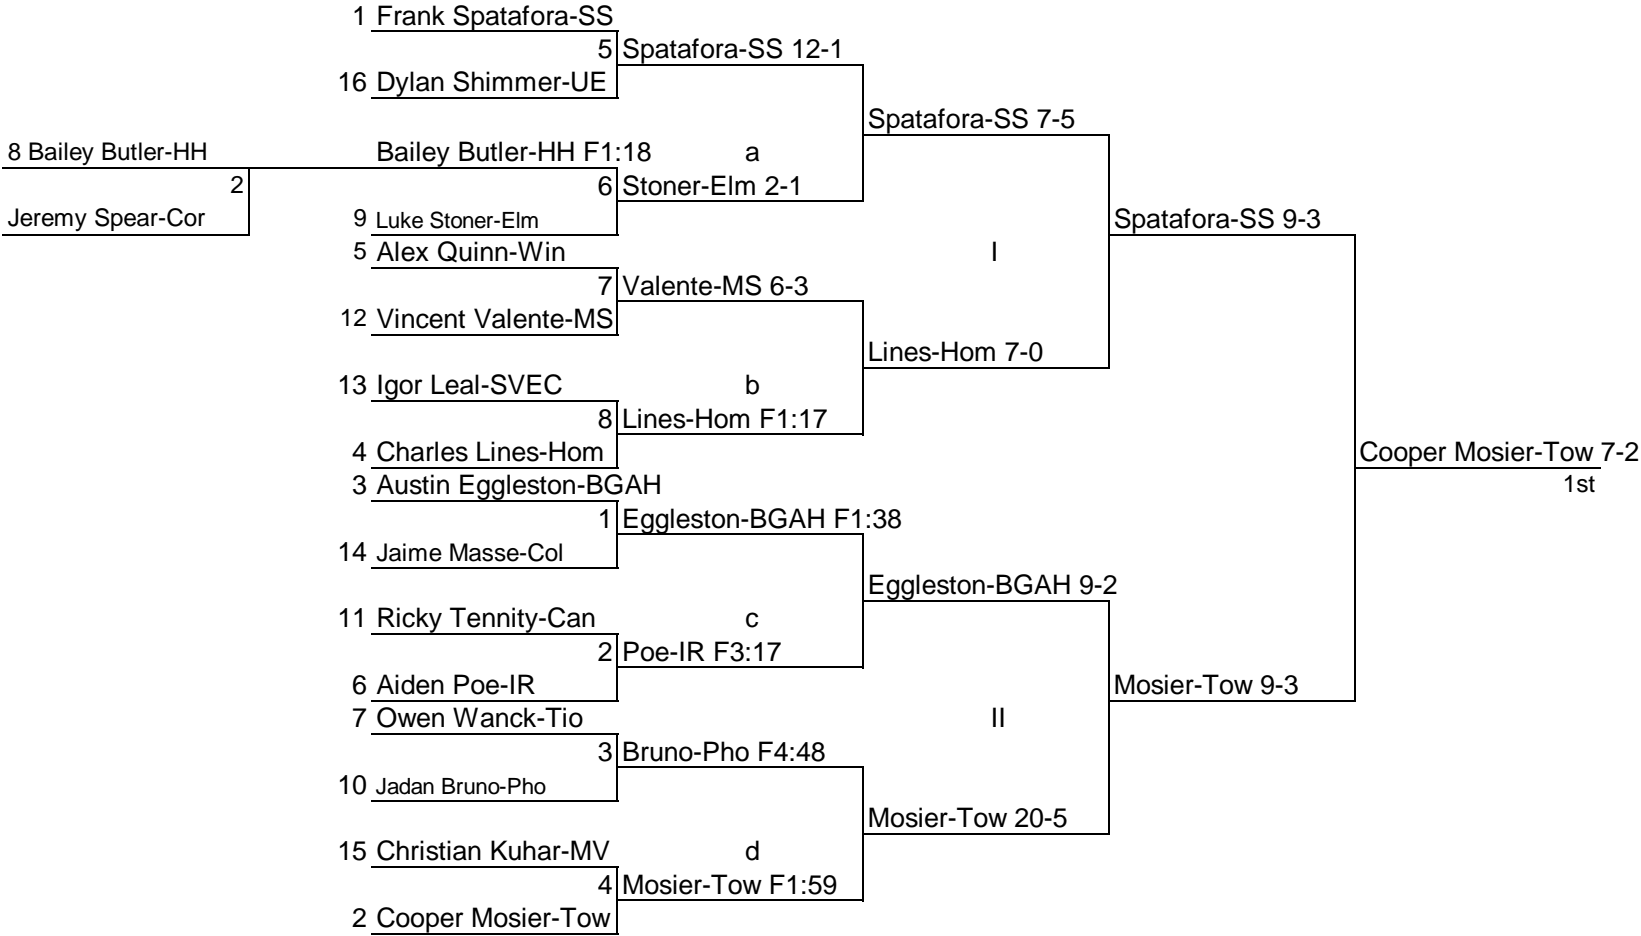 1 Frank Spatafora-SS
5 Spatafora-SS 12-1
16 Dylan Shimmer-UE
Spatafora-SS 7-5
8 Bailey Butler-HH
Bailey Butler-HH F1:18
a
2
6 Stoner-Elm 2-1
Jeremy Spear-Cor
9 Luke Stoner-Elm
Spatafora-SS 9-3
5 Alex Quinn-Win
I
7 Valente-MS 6-3
12 Vincent Valente-MS
Lines-Hom 7-0
13 Igor Leal-SVEC
b
8 Lines-Hom F1:17
4 Charles Lines-Hom
Cooper Mosier-Tow 7-2
3 Austin Eggleston-BGAH
1st
1 Eggleston-BGAH F1:38
14 Jaime Masse-Col
Eggleston-BGAH 9-2
11 Ricky Tennity-Can
c
2 Poe-IR F3:17
6 Aiden Poe-IR
Mosier-Tow 9-3
7 Owen Wanck-Tio
II
3 Bruno-Pho F4:48
10 Jadan Bruno-Pho
Mosier-Tow 20-5
15 Christian Kuhar-MV
d
4 Mosier-Tow F1:59
2 Cooper Mosier-Tow